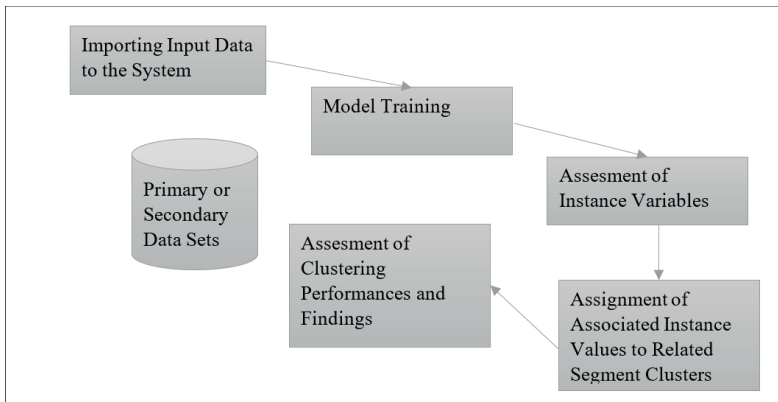 Importing Input Data
to the System
Model Training
Primary or
Secondary
Data Sets
Assesment of
Instance Variables
Assesment of
Clustering
Performances and
Findings
Assignment of
Associated Instance
Values to Related
Segment Clusters